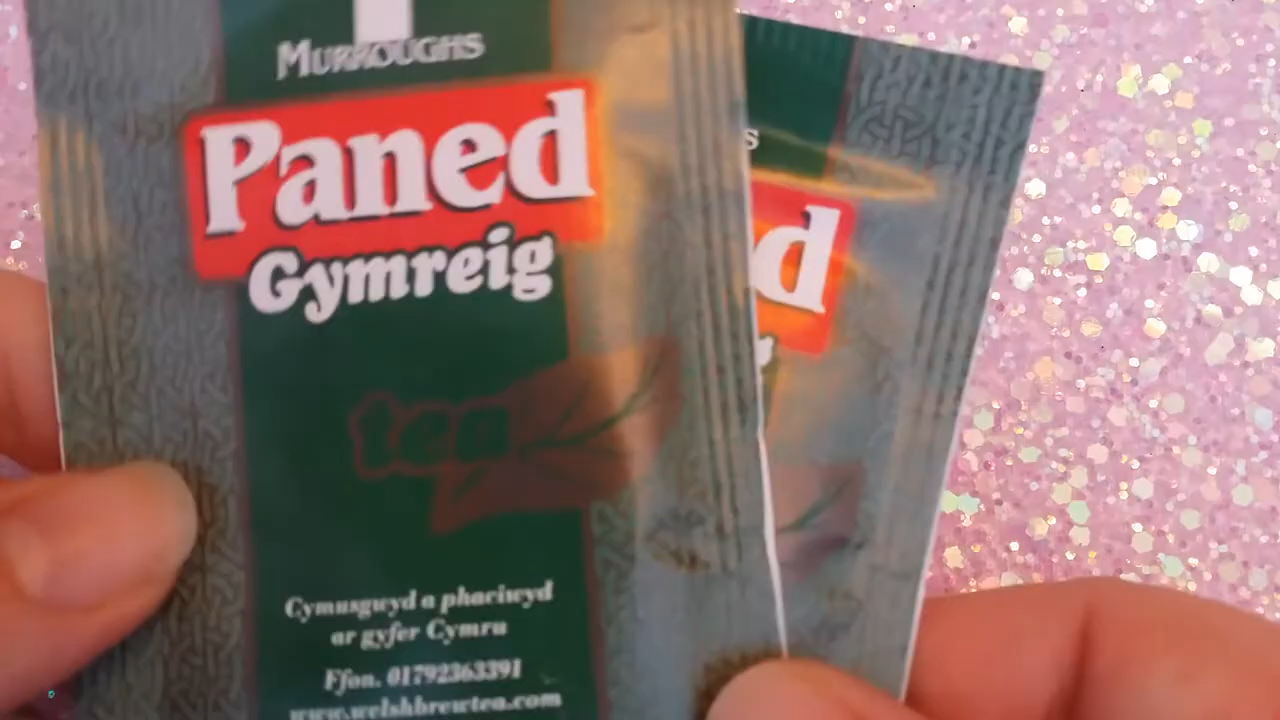 MURROUGHS
Paned
Gymreig
tea
Cymysgwyd a phaciwyd
ar gyfer Cymru
Ffon. 01792363391
www.welshbrewtea.com
s
d